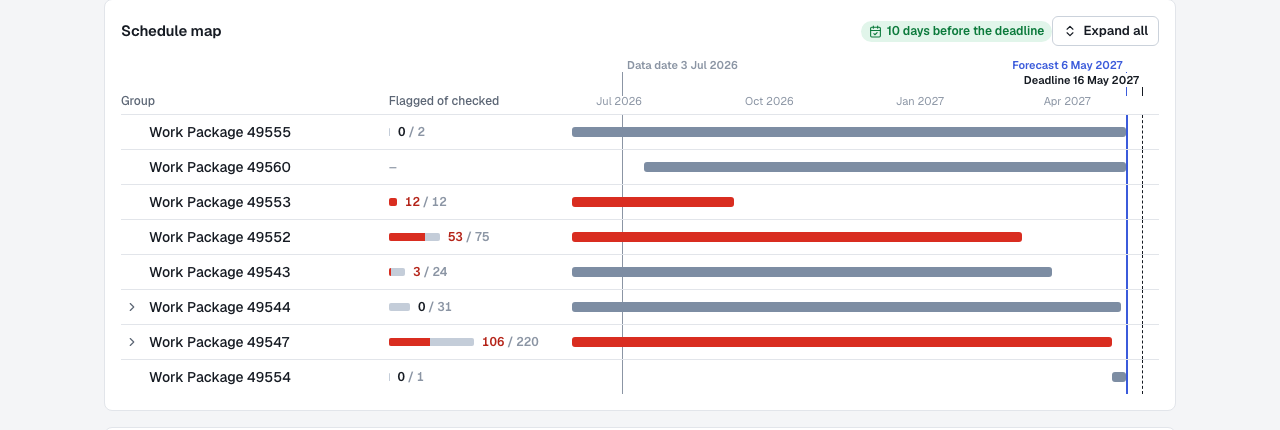 Schedule map
10 days before the deadline
Expand all
Data date 3 Jul 2026
Forecast 6 May 2027
Deadline 16 May 2027
Group
Flagged of checked
Jul 2026
Oct 2026
Jan 2027
Apr 2027
Work Package 49555
0 / 2
Work Package 49560
–
Work Package 49553
12 / 12
Work Package 49552
53 / 75
Work Package 49543
3 / 24
Work Package 49544
0 / 31
Work Package 49547
106 / 220
Work Package 49554
0 / 1